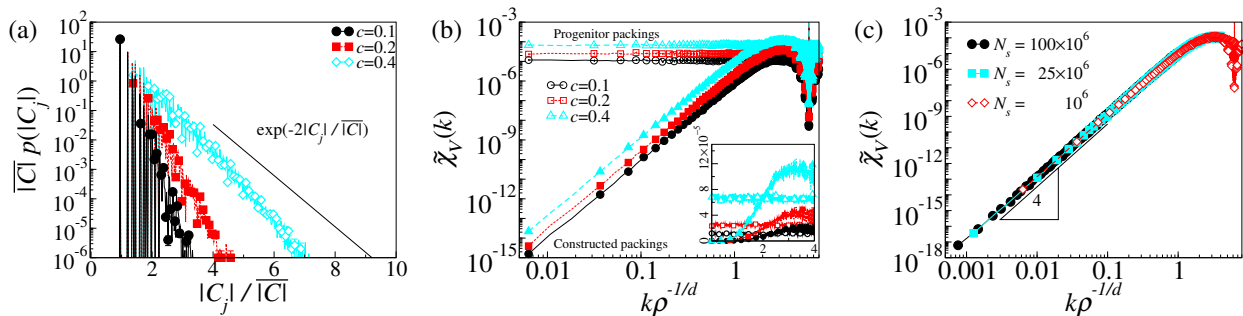 (a)
10^2
10^1
10^0
10^-1
10^-2
10^-3
10^-4
10^-5
10^-6
c=0.1
c=0.2
c=0.4
exp(-2|C_j| / \overline{|C|})
\overline{|C|} p(|C_j|)
0 2 4 6 8 10
|C_j| / \overline{|C|}
(b)
10^-3
10^-6
10^-9
10^-12
10^-15
Progenitor packings
c=0.1
c=0.2
c=0.4
Constructed packings
χ̃_V(k)
12×10^-5
8
4
0
2 4
0.01 0.1 1
kρ^{-1/d}
(c)
10^-3
10^-6
10^-9
10^-12
10^-15
10^-18
N_s = 100×10^6
N_s = 25×10^6
N_s = 10^6
4
χ̃_V(k)
0.001 0.01 0.1 1
kρ^{-1/d}